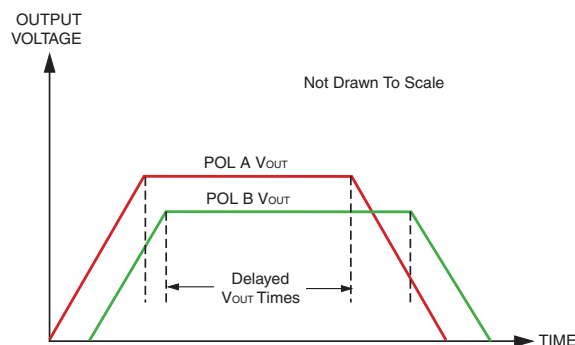 OUTPUT
VOLTAGE
Not Drawn To Scale
POL A VOUT
POL B VOUT
Delayed
VOUT Times
TIME